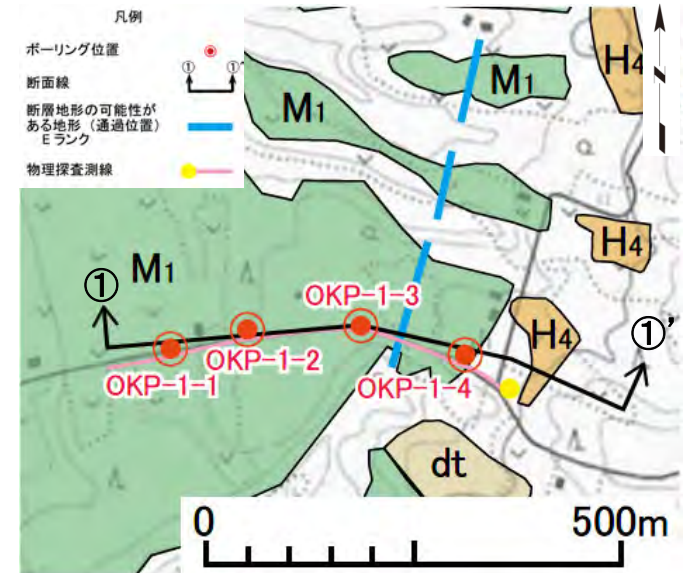 凡例
ボーリング位置
断面線
① ①’
断層地形の可能性が
ある地形（通過位置）
Eランク
物理探査測線
M1
M1
H4
M1
H4
H4
①
①’
OKP-1-3
OKP-1-2
OKP-1-1
OKP-1-4
dt
0
500m